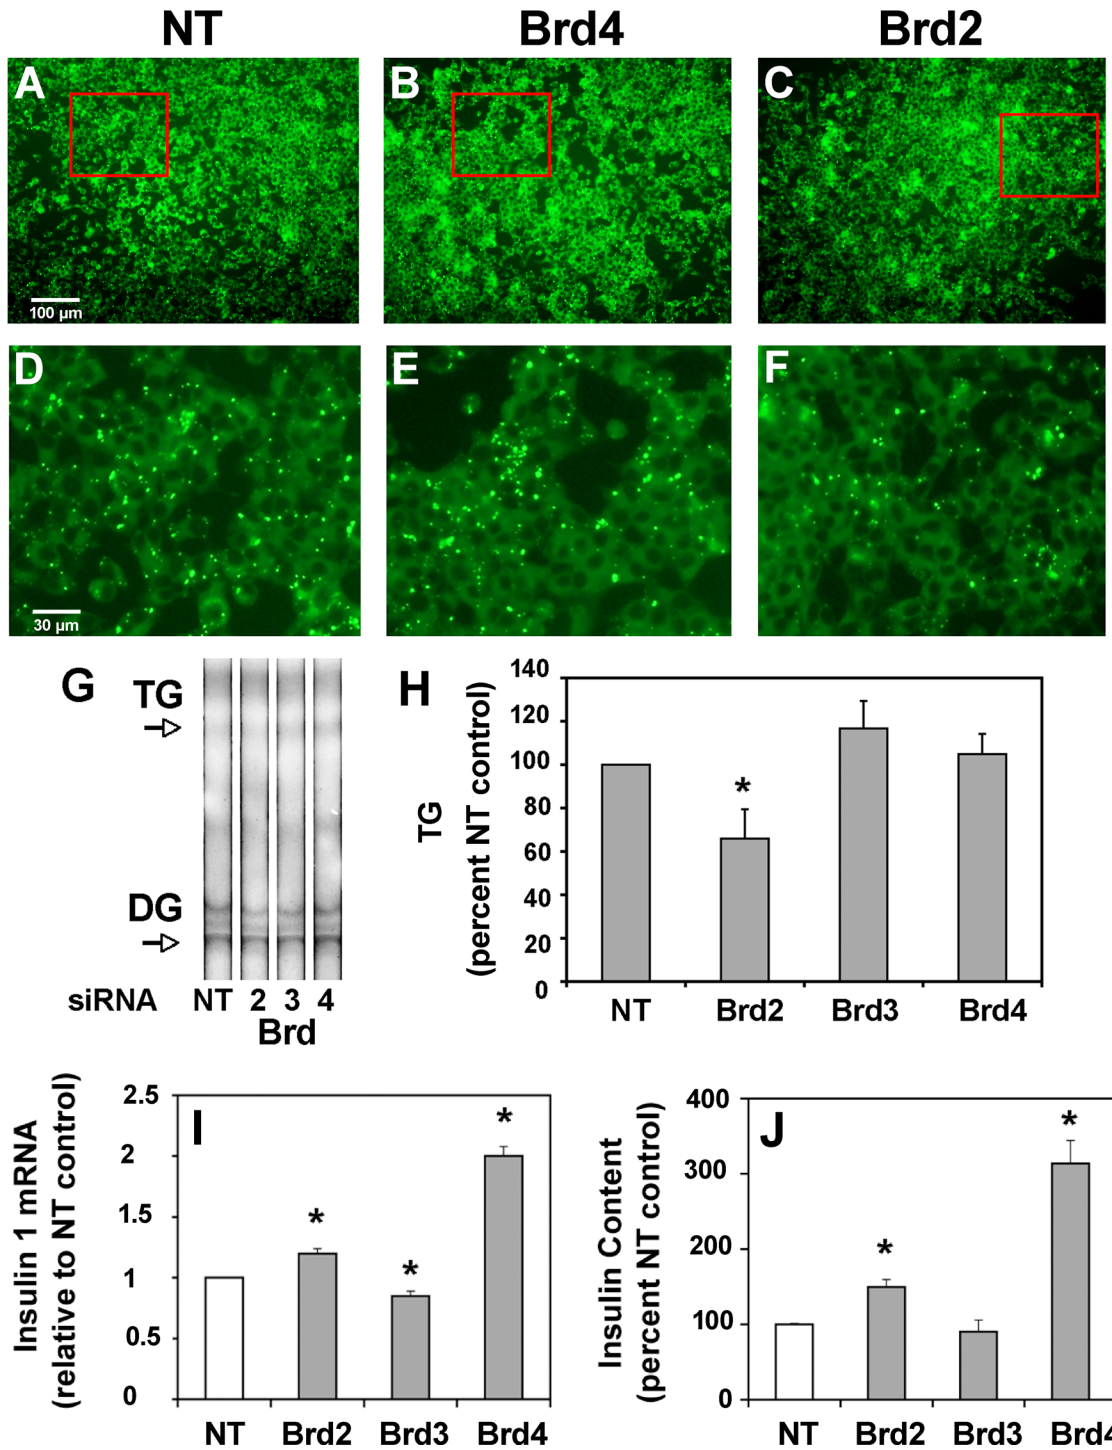 NT Brd4 Brd2
A B C
100 µm
D E F
30 µm
G TG
DG
siRNA NT 2 3 4
Brd
H
TG
(percent NT control)
140
120
100
80
60
40
20
0
*
NT Brd2 Brd3 Brd4
I
Insulin 1 mRNA
(relative to NT control)
2.5
2
1.5
1
0.5
0
* * *
NT Brd2 Brd3 Brd4
J
Insulin Content
(percent NT control)
400
300
200
100
0
* *
NT Brd2 Brd3 Brd4